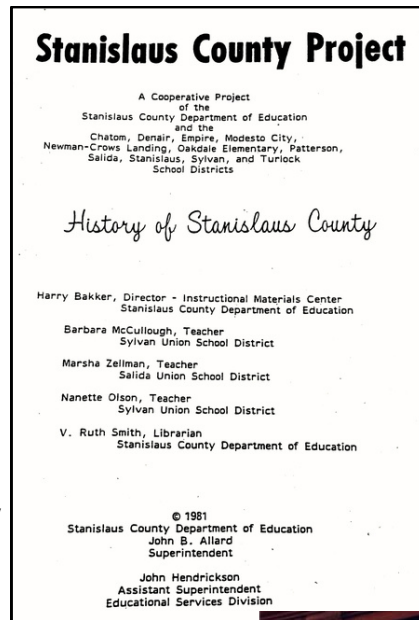 Stanislaus County Project
A Cooperative Project
of the
Stanislaus County Department of Education
and the
Chatom, Denair, Empire, Modesto City,
Newman-Crows Landing, Oakdale Elementary, Patterson,
Salida, Stanislaus, Sylvan, and Turlock
School Districts
History of Stanislaus County
Harry Bakker, Director - Instructional Materials Center
Stanislaus County Department of Education
Barbara McCullough, Teacher
Sylvan Union School District
Marsha Zellman, Teacher
Salida Union School District
Nanette Olson, Teacher
Sylvan Union School District
V. Ruth Smith, Librarian
Stanislaus County Department of Education
© 1981
Stanislaus County Department of Education
John B. Allard
Superintendent
John Hendrickson
Assistant Superintendent
Educational Services Division